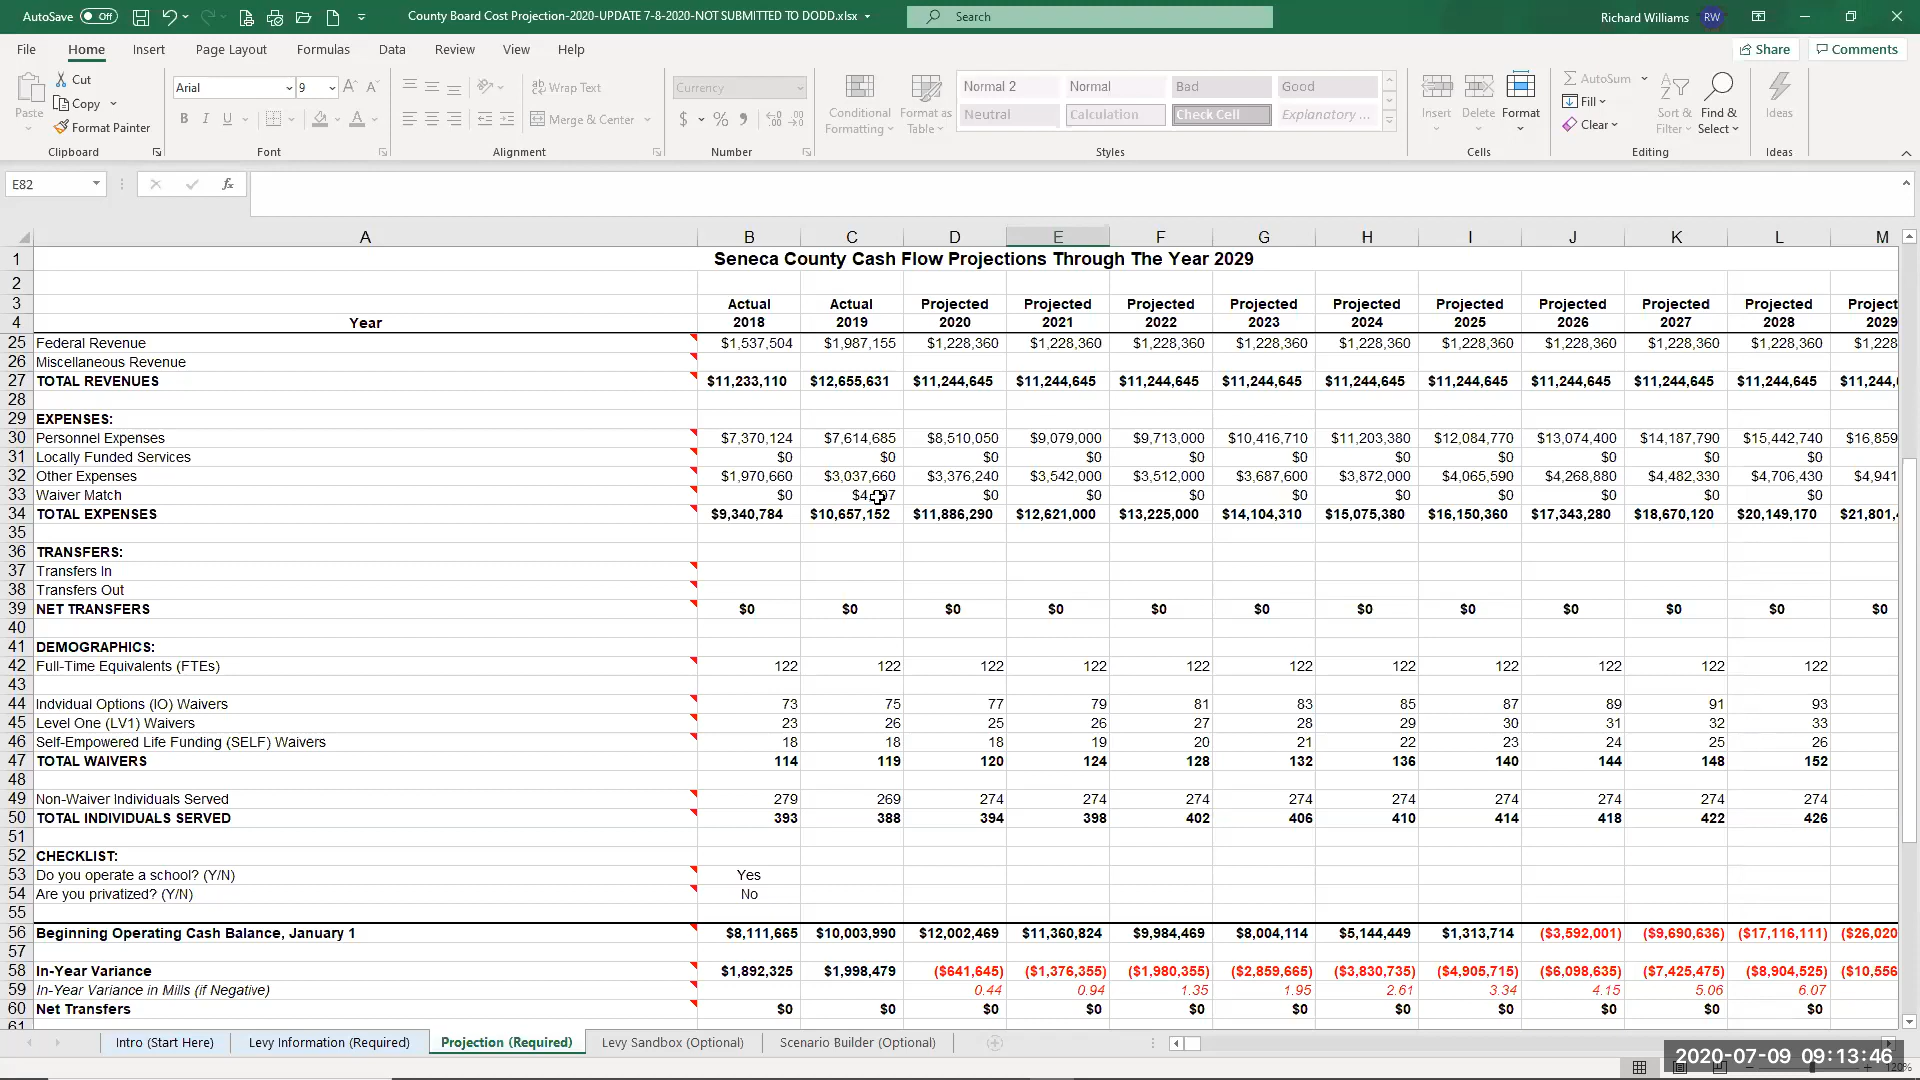 AutoSave Off
County Board Cost Projection-2020-UPDATE 7-8-2020-NOT SUBMITTED TO DODD.xlsx
Search
Richard Williams RW
File Home Insert Page Layout Formulas Data Review View Help
Share Comments
Paste Cut Copy Format Painter
Arial 9
B I U
Wrap Text
Merge & Center
Currency
$ % 9
Conditional Formatting
Format as Table
Normal 2 Normal Bad Good
Neutral Calculation Check Cell Explanatory ...
Insert Delete Format
AutoSum
Fill
Clear
Sort & Filter
Find & Select
Ideas
Clipboard Font Alignment Number Styles Cells Editing Ideas
E82 fx
A B C D E F G H I J K L M
1 Seneca County Cash Flow Projections Through The Year 2029
2
3 Actual Actual Projected Projected Projected Projected Projected Projected Projected Projected Projected Project
4 Year 2018 2019 2020 2021 2022 2023 2024 2025 2026 2027 2028 2029
25 Federal Revenue $1,537,504 $1,987,155 $1,228,360 $1,228,360 $1,228,360 $1,228,360 $1,228,360 $1,228,360 $1,228,360 $1,228,360 $1,228,360 $1,228
26 Miscellaneous Revenue
27 TOTAL REVENUES $11,233,110 $12,655,631 $11,244,645 $11,244,645 $11,244,645 $11,244,645 $11,244,645 $11,244,645 $11,244,645 $11,244,645 $11,244,645 $11,244,
28
29 EXPENSES:
30 Personnel Expenses $7,370,124 $7,614,685 $8,510,050 $9,079,000 $9,713,000 $10,416,710 $11,203,380 $12,084,770 $13,074,400 $14,187,790 $15,442,740 $16,859
31 Locally Funded Services $0 $0 $0 $0 $0 $0 $0 $0 $0 $0 $0
32 Other Expenses $1,970,660 $3,037,660 $3,376,240 $3,542,000 $3,512,000 $3,687,600 $3,872,000 $4,065,590 $4,268,880 $4,482,330 $4,706,430 $4,941
33 Waiver Match $0 $0 $0 $0 $0 $0 $0 $0 $0 $0
34 TOTAL EXPENSES $9,340,784 $10,657,152 $11,886,290 $12,621,000 $13,225,000 $14,104,310 $15,075,380 $16,150,360 $17,343,280 $18,670,120 $20,149,170 $21,801,
35
36 TRANSFERS:
37 Transfers In
38 Transfers Out
39 NET TRANSFERS $0 $0 $0 $0 $0 $0 $0 $0 $0 $0 $0 $0
40
41 DEMOGRAPHICS:
42 Full-Time Equivalents (FTEs) 122 122 122 122 122 122 122 122 122 122 122
43
44 Indvidual Options (IO) Waivers 73 75 77 79 81 83 85 87 89 91 93
45 Level One (LV1) Waivers 23 26 25 26 27 28 29 30 31 32 33
46 Self-Empowered Life Funding (SELF) Waivers 18 18 18 19 20 21 22 23 24 25 26
47 TOTAL WAIVERS 114 119 120 124 128 132 136 140 144 148 152
48
49 Non-Waiver Individuals Served 279 269 274 274 274 274 274 274 274 274 274
50 TOTAL INDIVIDUALS SERVED 393 388 394 398 402 406 410 414 418 422 426
51
52 CHECKLIST:
53 Do you operate a school? (Y/N) Yes
54 Are you privatized? (Y/N) No
55
56 Beginning Operating Cash Balance, January 1 $8,111,665 $10,003,990 $12,002,469 $11,360,824 $9,984,469 $8,004,114 $5,144,449 $1,313,714 ($3,592,001) ($9,690,636) ($17,116,111) ($26,020
57
58 In-Year Variance $1,892,325 $1,998,479 ($641,645) ($1,376,355) ($1,980,355) ($2,859,665) ($3,830,735) ($4,905,715) ($6,098,635) ($7,425,475) ($8,904,525) ($10,556
59 In-Year Variance in Mills (if Negative) 0.44 0.94 1.35 1.95 2.61 3.34 4.15 5.06 6.07
60 Net Transfers $0 $0 $0 $0 $0 $0 $0 $0 $0 $0 $0
61
Intro (Start Here) Levy Information (Required) Projection (Required) Levy Sandbox (Optional) Scenario Builder (Optional)
2020-07-09 09:13:46
120%